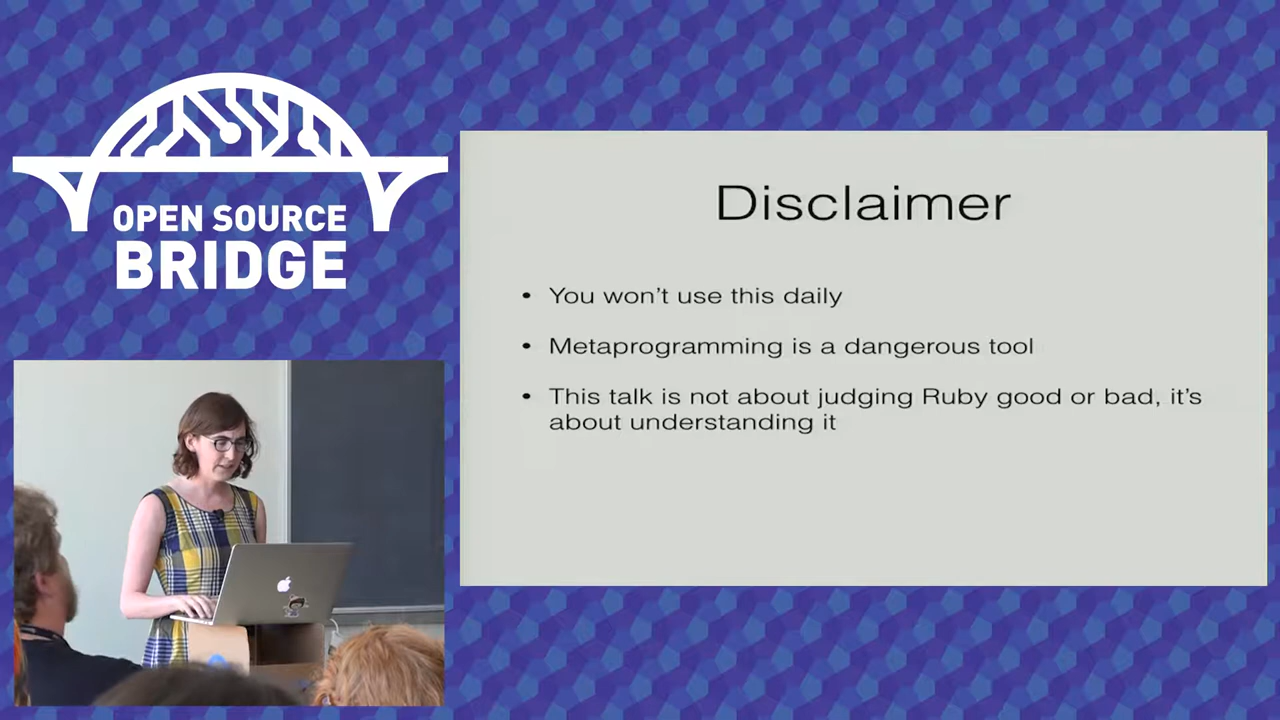 OPEN SOURCE
BRIDGE
Disclaimer
• You won't use this daily
• Metaprogramming is a dangerous tool
• This talk is not about judging Ruby good or bad, it's
about understanding it